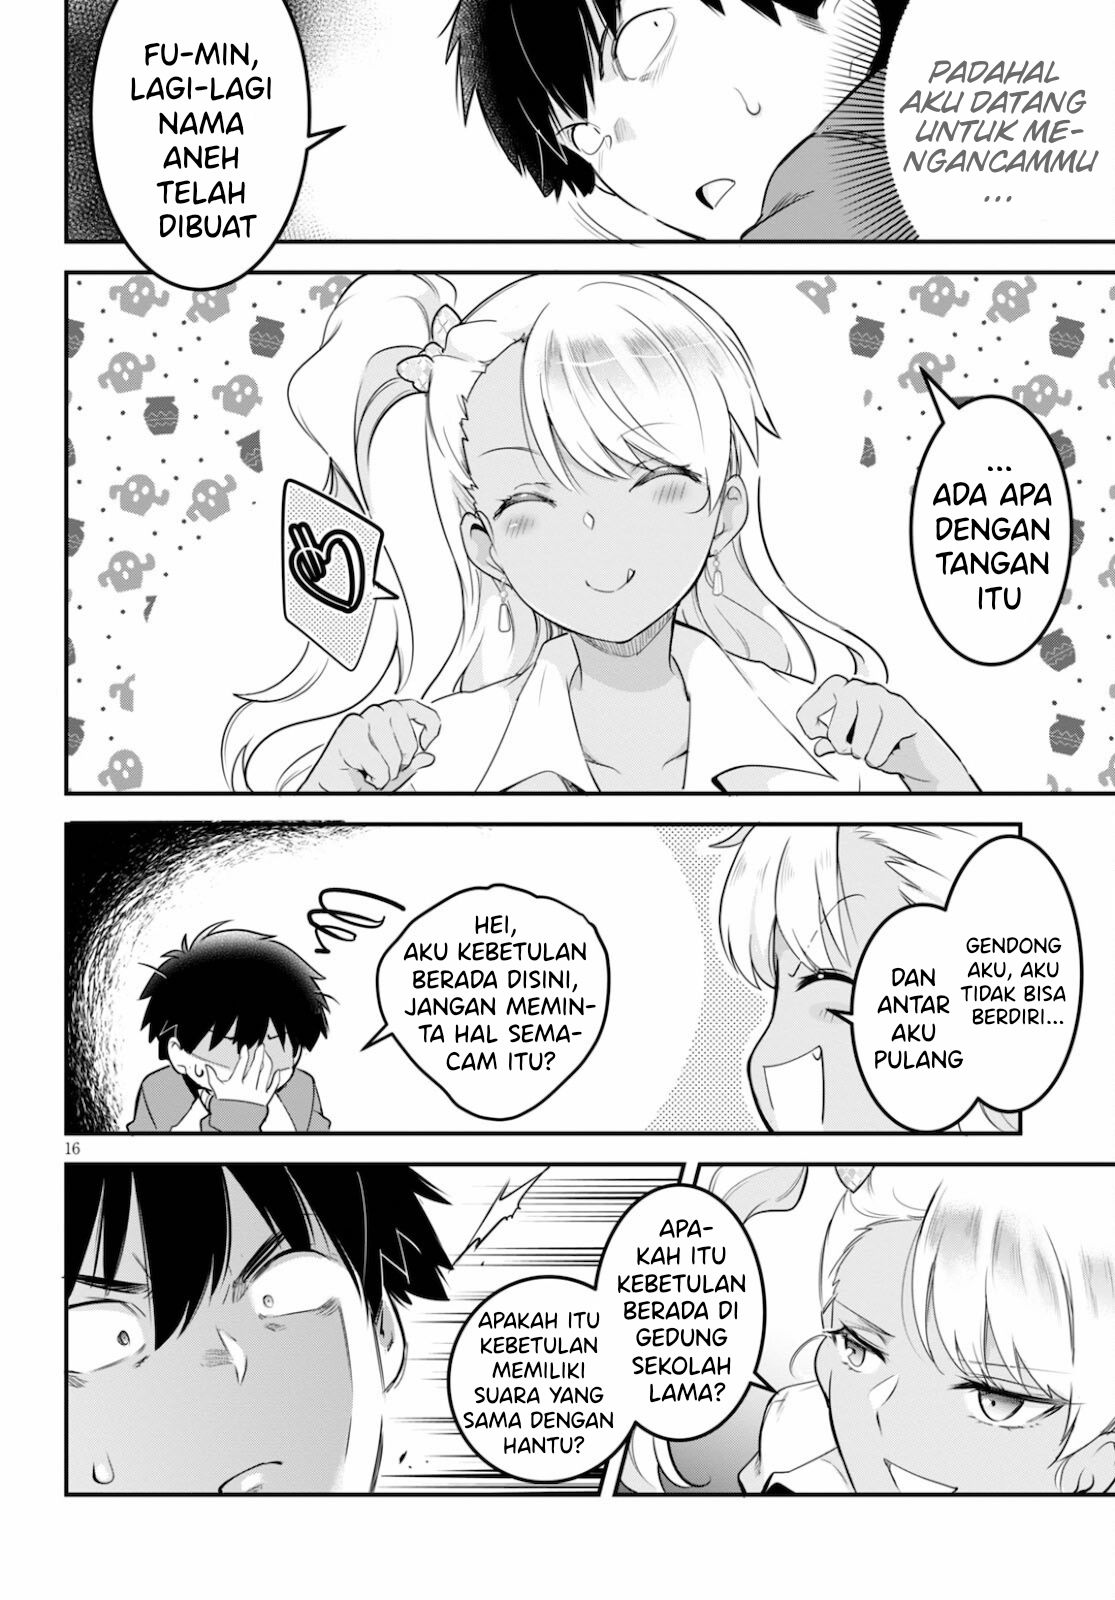 PADAHAL
AKU DATANG
UNTUK ME-
NGANCAMMU
...
FU-MIN,
LAGI-LAGI
NAMA
ANEH
TELAH
DIBUAT
...
ADA APA
DENGAN
TANGAN
ITU
GENDONG
AKU, AKU
TIDAK BISA
BERDIRI...
DAN
ANTAR
AKU
PULANG
HEI,
AKU KEBETULAN
BERADA DISINI,
JANGAN MEMIN-
TA HAL SEMA-
CAM ITU?
16
APA-
KAH ITU
KEBETULAN
BERADA DI
GEDUNG
SEKOLAH
LAMA?
APAKAH ITU
KEBETULAN
MEMILIKI
SUARA YANG
SAMA DENGAN
HANTU?